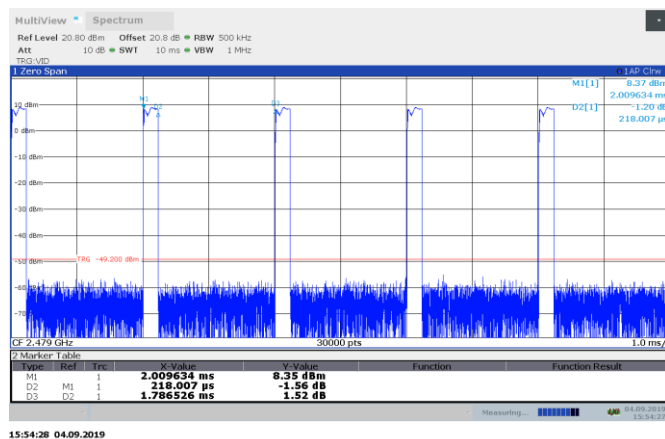 MultiView Spectrum
Ref Level 20.80 dBm Offset 20.8 dB RBW 500 kHz
Att 10 dB SWT 10 ms VBW 1 MHz
TRG:VID
1 Zero Span 1AP Clrw
M1[1] 8.37 dBm
2.009634 ms
D2[1] -1.20 dB
218.007 µs
M1
D2
D3
10 dBm
0 dBm
-10 dBm
-20 dBm
-30 dBm
-40 dBm
-50 dBm
TRG -49.200 dBm
-60 dBm
-70
CF 2.479 GHz 30000 pts 1.0 ms/
2 Marker Table
Type Ref Trc X-Value Y-Value Function Function Result
M1 1 2.009634 ms 8.35 dBm
D2 M1 1 218.007 µs -1.56 dB
D3 D2 1 1.786526 ms 1.52 dB
Measuring... 04.09.2019
15:54:27
15:54:28 04.09.2019